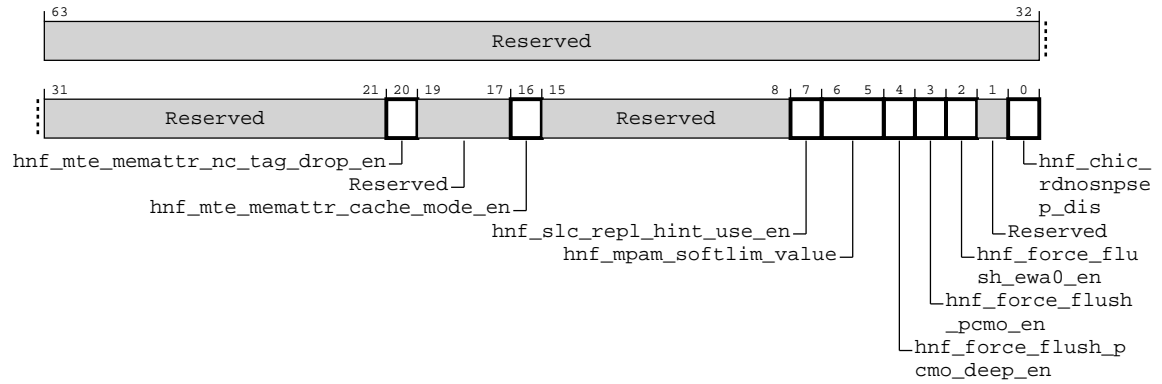 63 32
Reserved
31 21 20 19 17 16 15 8 7 6 5 4 3 2 1 0
Reserved Reserved
hnf_mte_memattr_nc_tag_drop_en
Reserved
hnf_mte_memattr_cache_mode_en
hnf_slc_repl_hint_use_en
hnf_mpam_softlim_value
hnf_chic_
rdnosnpse
p_dis
Reserved
hnf_force_flu
sh_ewa0_en
hnf_force_flush
_pcmo_en
hnf_force_flush_p
cmo_deep_en